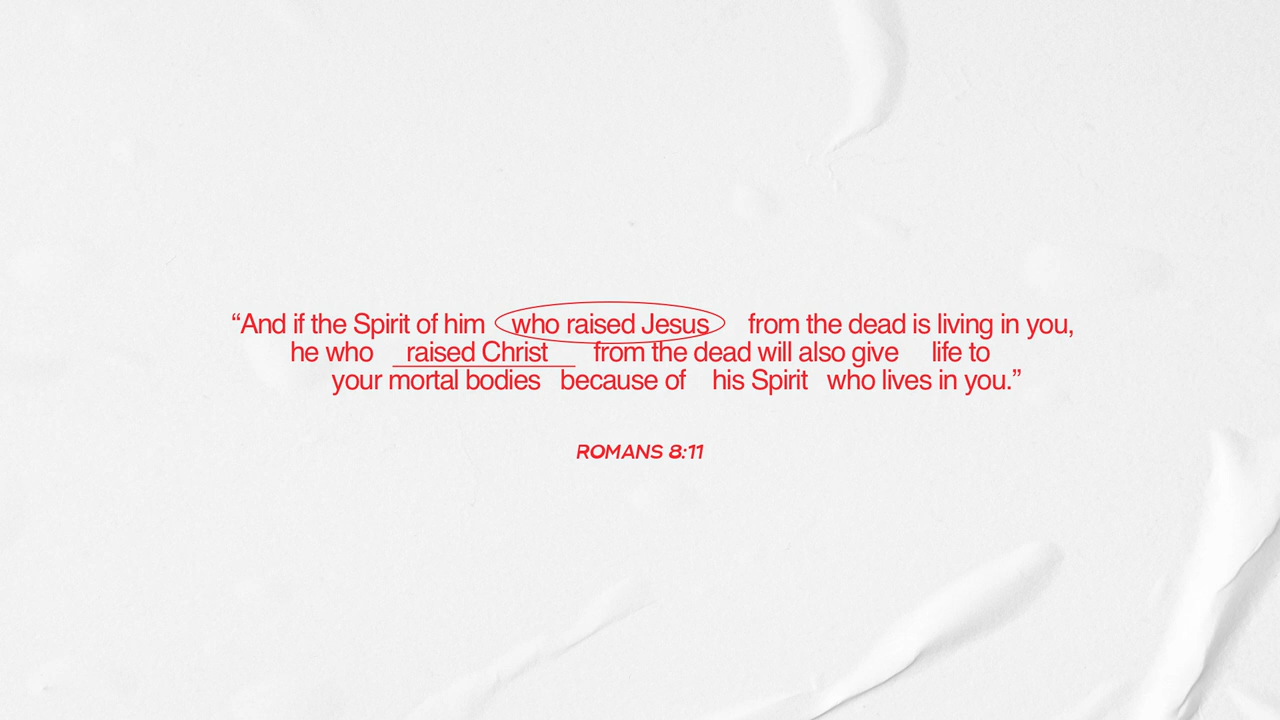 “And if the Spirit of him who raised Jesus from the dead is living in you,
he who raised Christ from the dead will also give life to
your mortal bodies because of his Spirit who lives in you.”
ROMANS 8:11